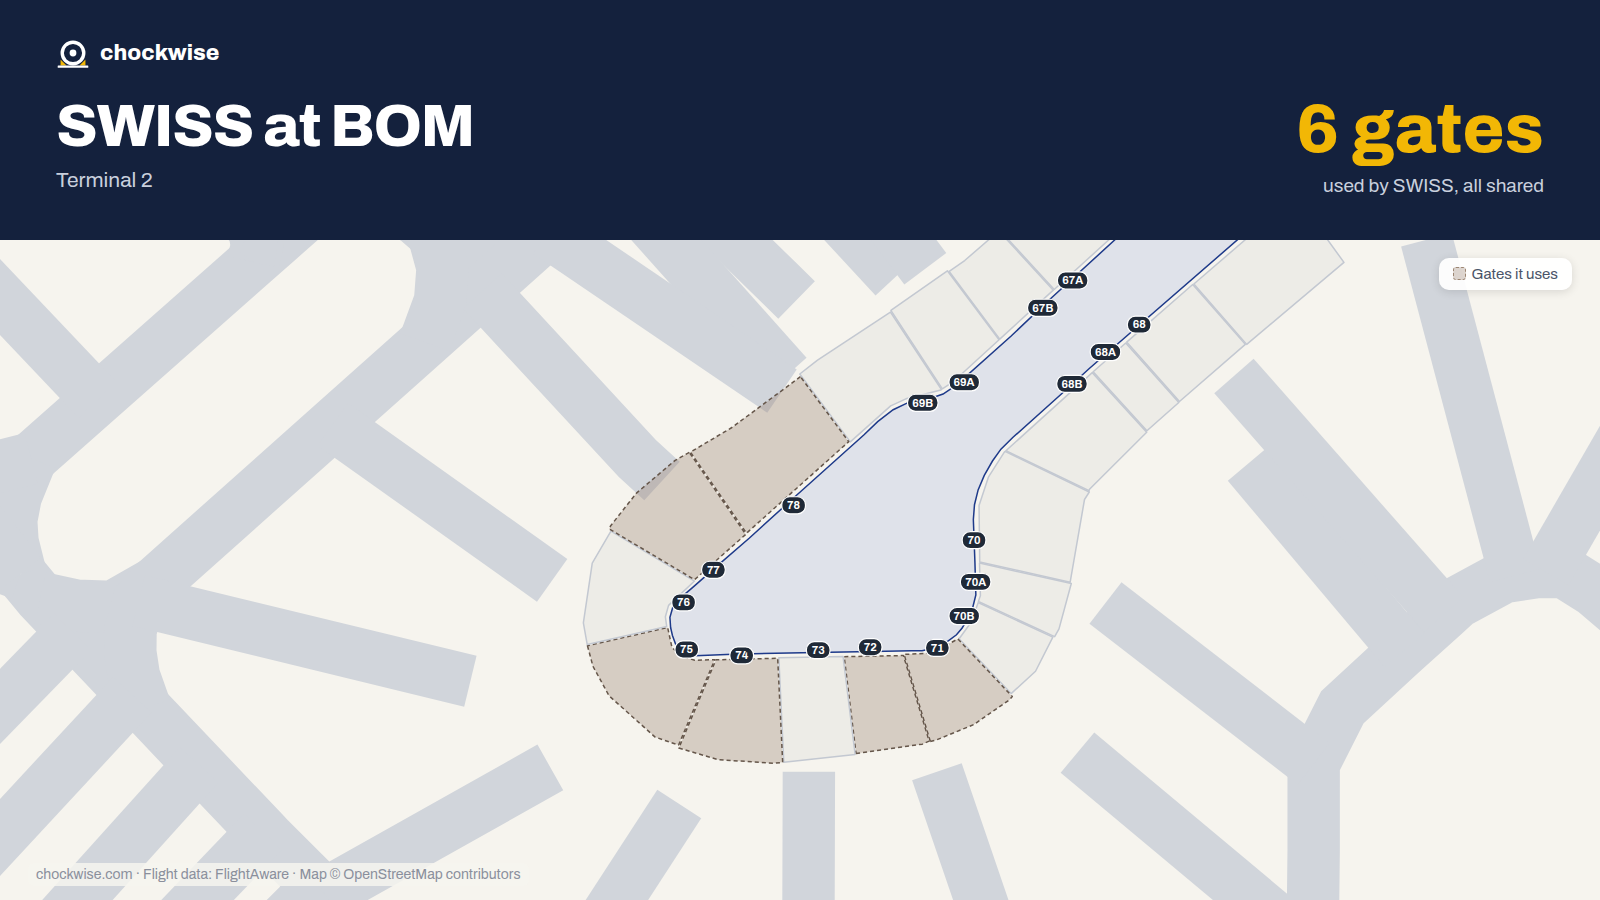 chockwise
SWISS at BOM
Terminal 2
6 gates
used by SWISS, all shared
Gates it uses
67A
67B
68
68A
69A
68B
69B
78
70
77
70A
76
70B
75
74
73
72
71
chockwise.com · Flight data: FlightAware · Map © OpenStreetMap contributors